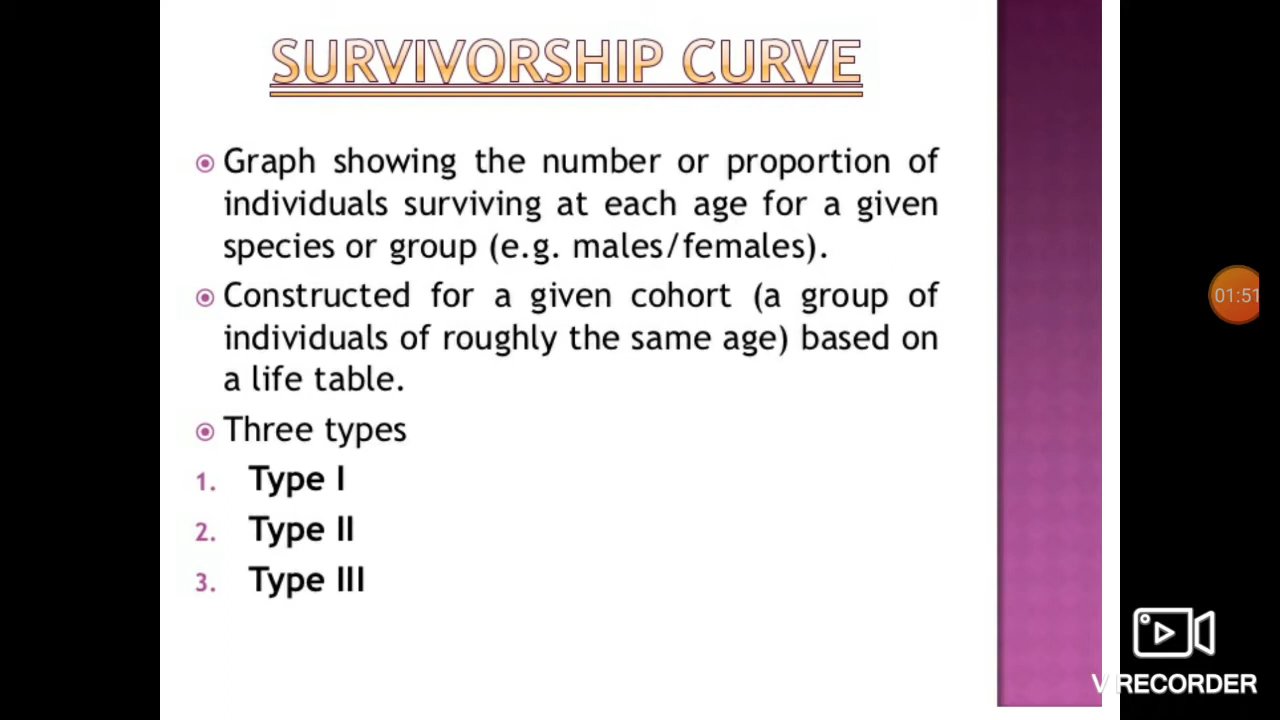 SURVIVORSHIP CURVE
Graph showing the number or proportion of
individuals surviving at each age for a given
species or group (e.g. males/females).
Constructed for a given cohort (a group of
individuals of roughly the same age) based on
a life table.
Three types
1. Type I
2. Type II
3. Type III
01:51
V RECORDER